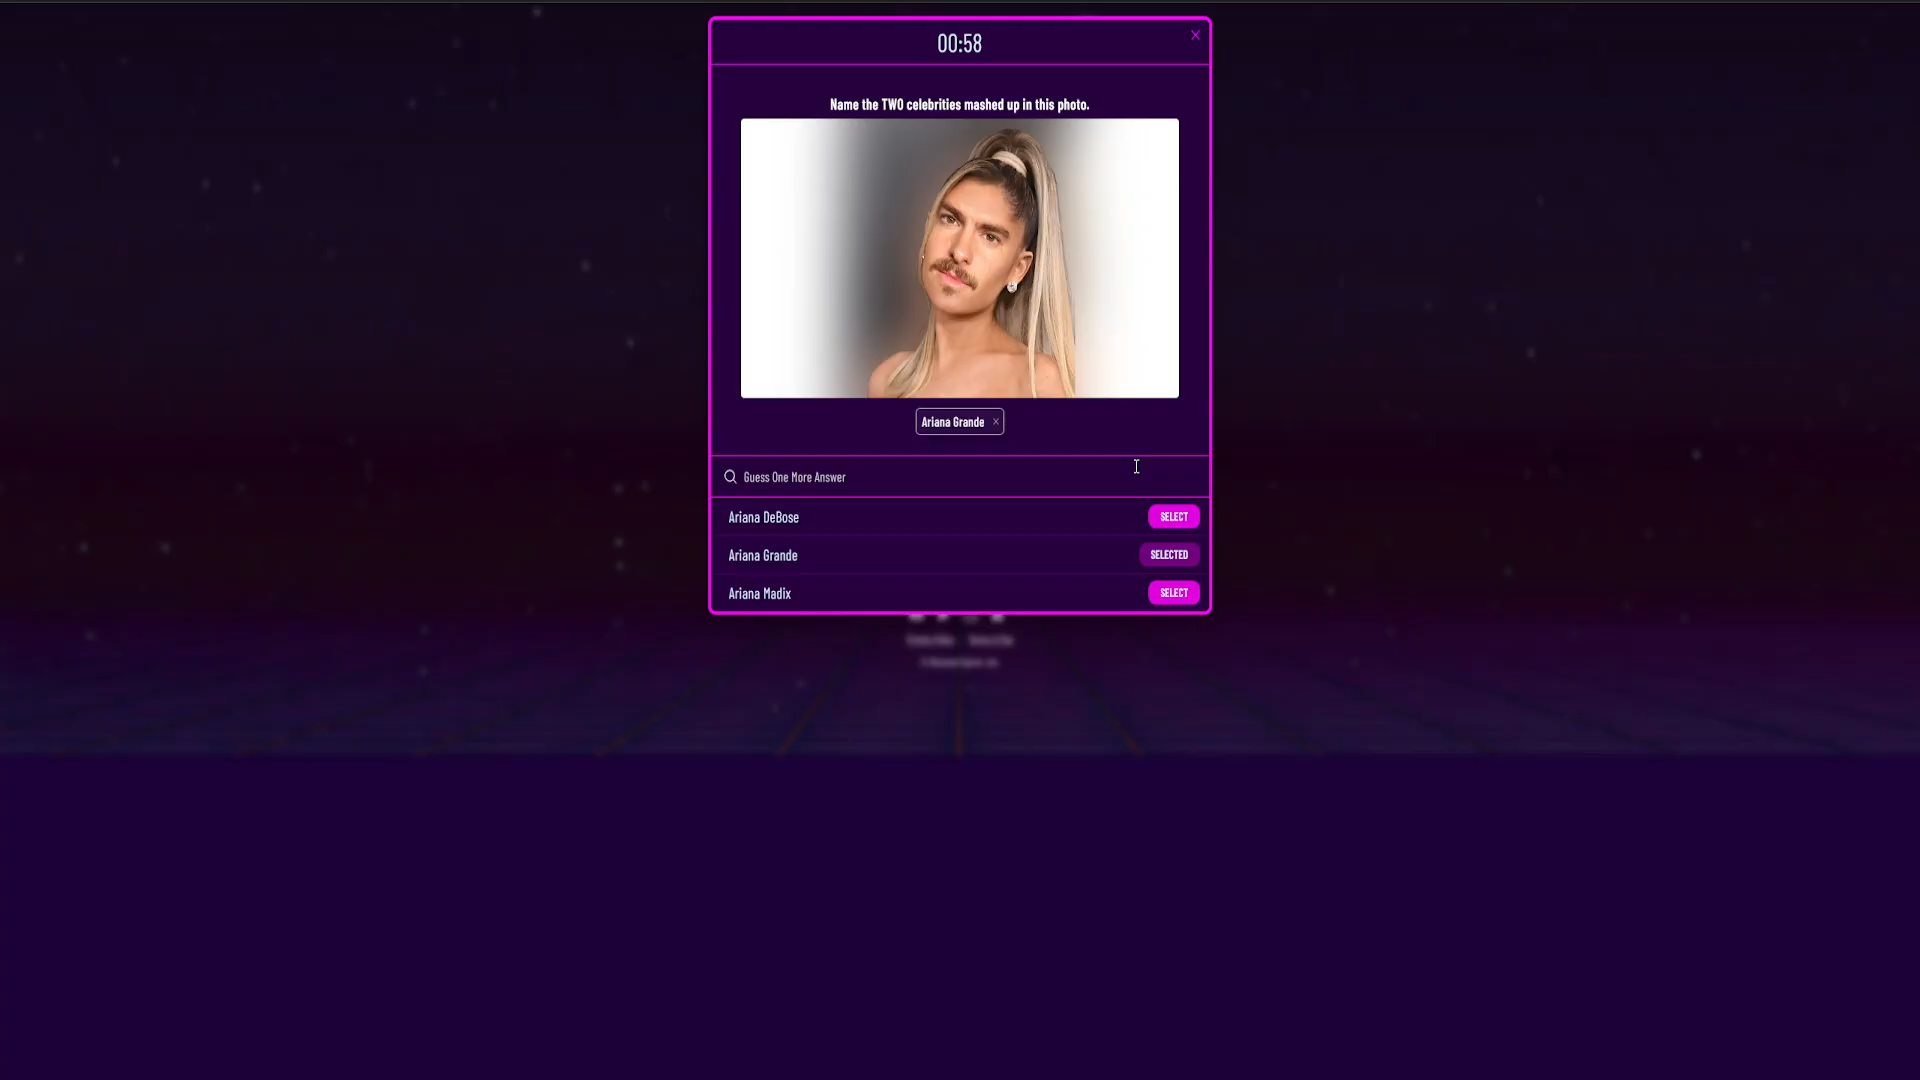 00:58
Name the TWO celebrities mashed up in this photo.
Ariana Grande
Guess One More Answer
Ariana DeBose
SELECT
Ariana Grande
SELECTED
Ariana Madix
SELECT